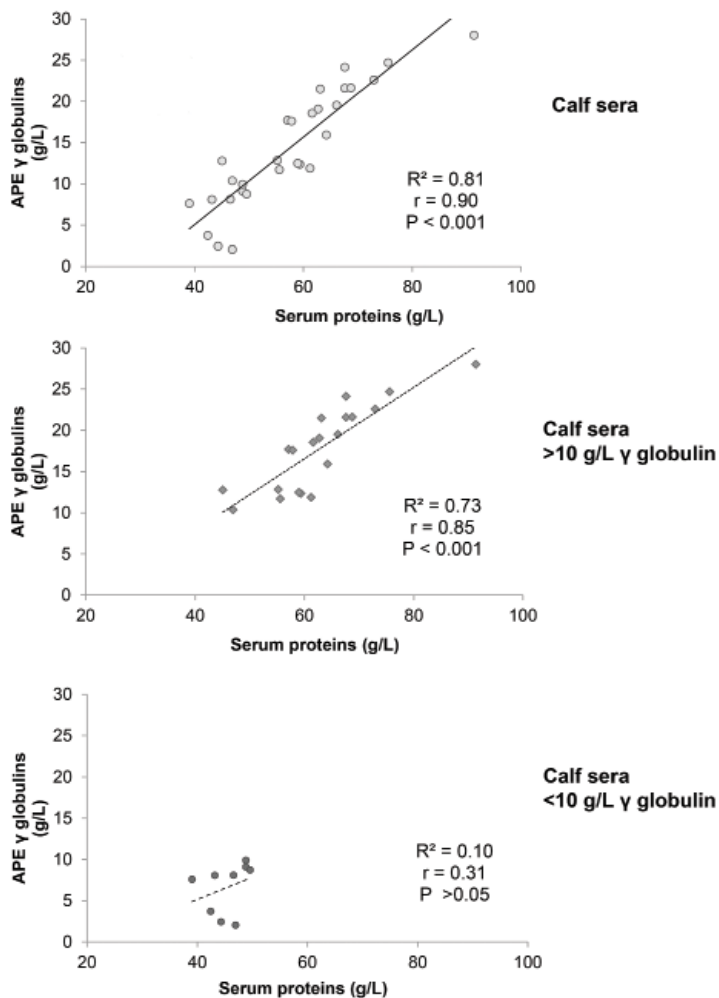 30
25
20
15
10
5
0
APE γ globulins
(g/L)
20 40 60 80 100
Serum proteins (g/L)
R² = 0.81
r = 0.90
P < 0.001
Calf sera
30
25
20
15
10
5
0
APE γ globulins
(g/L)
20 40 60 80 100
Serum proteins (g/L)
R² = 0.73
r = 0.85
P < 0.001
Calf sera
>10 g/L γ globulin
30
25
20
15
10
5
0
APE γ globulins
(g/L)
20 40 60 80 100
Serum proteins (g/L)
R² = 0.10
r = 0.31
P >0.05
Calf sera
<10 g/L γ globulin